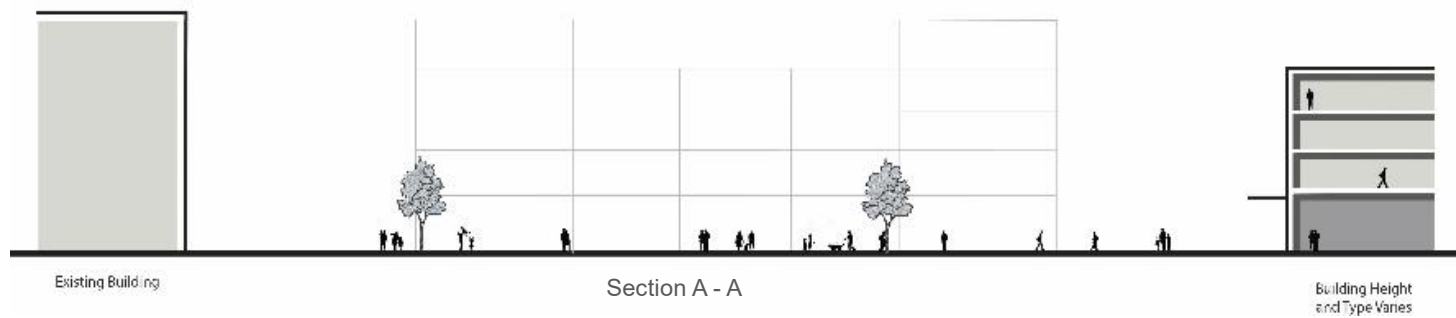 Existing Building
Section A - A
Building Height
and Type Varies